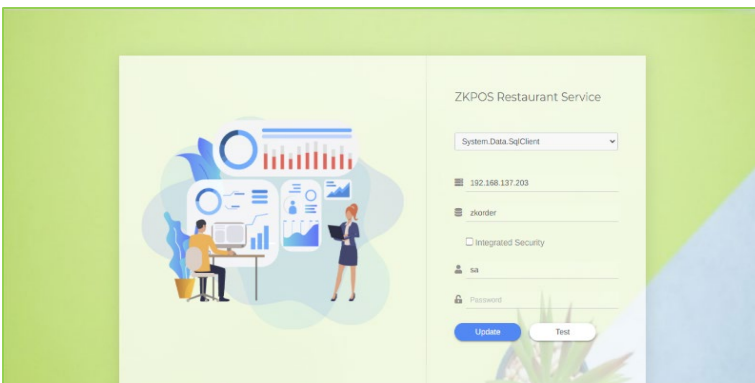 ZKPOS Restaurant Service
System.Data.SqlClient
192.168.137.203
zkorder
Integrated Security
sa
Password
Update
Test